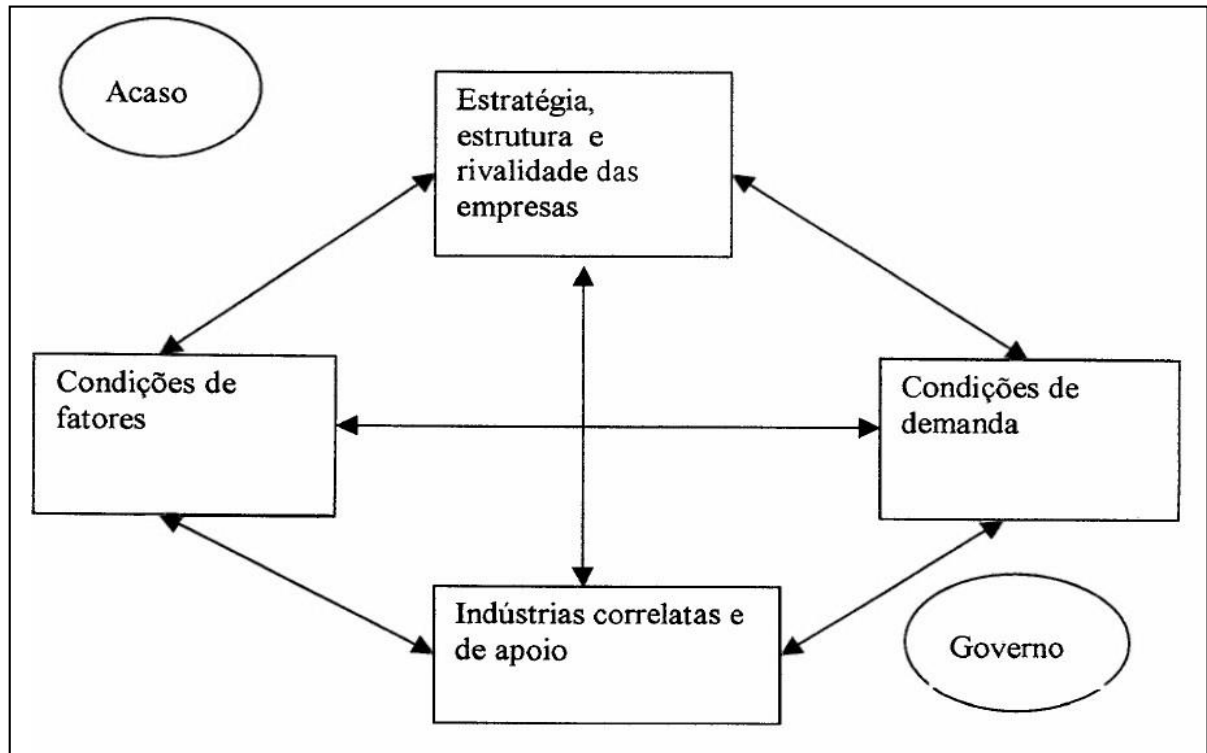 Acaso
Estratégia,
estrutura e
rivalidade das
empresas
Condições de
fatores
Condições de
demanda
Indústrias correlatas e
de apoio
Governo